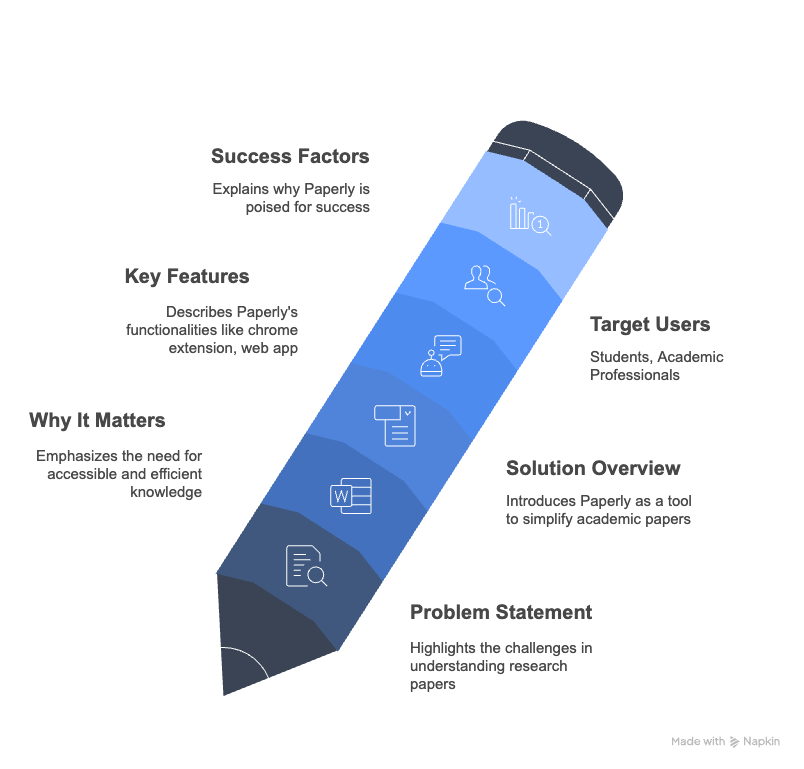 Success Factors
Explains why Paperly is
poised for success
1
Key Features
Describes Paperly's
functionalities like chrome
extension, web app
Target Users
Students, Academic
Professionals
Why It Matters
Emphasizes the need for
accessible and efficient
knowledge
Solution Overview
Introduces Paperly as a tool
to simplify academic papers
W
Problem Statement
Highlights the challenges in
understanding research
papers
Made with Napkin